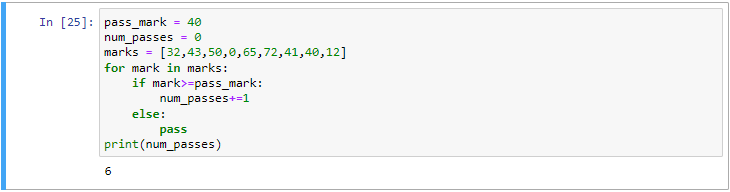 In [25]: pass_mark = 40
num_passes = 0
marks = [32,43,50,0,65,72,41,40,12]
for mark in marks:
    if mark>=pass_mark:
        num_passes+=1
    else:
        pass
print(num_passes)
6